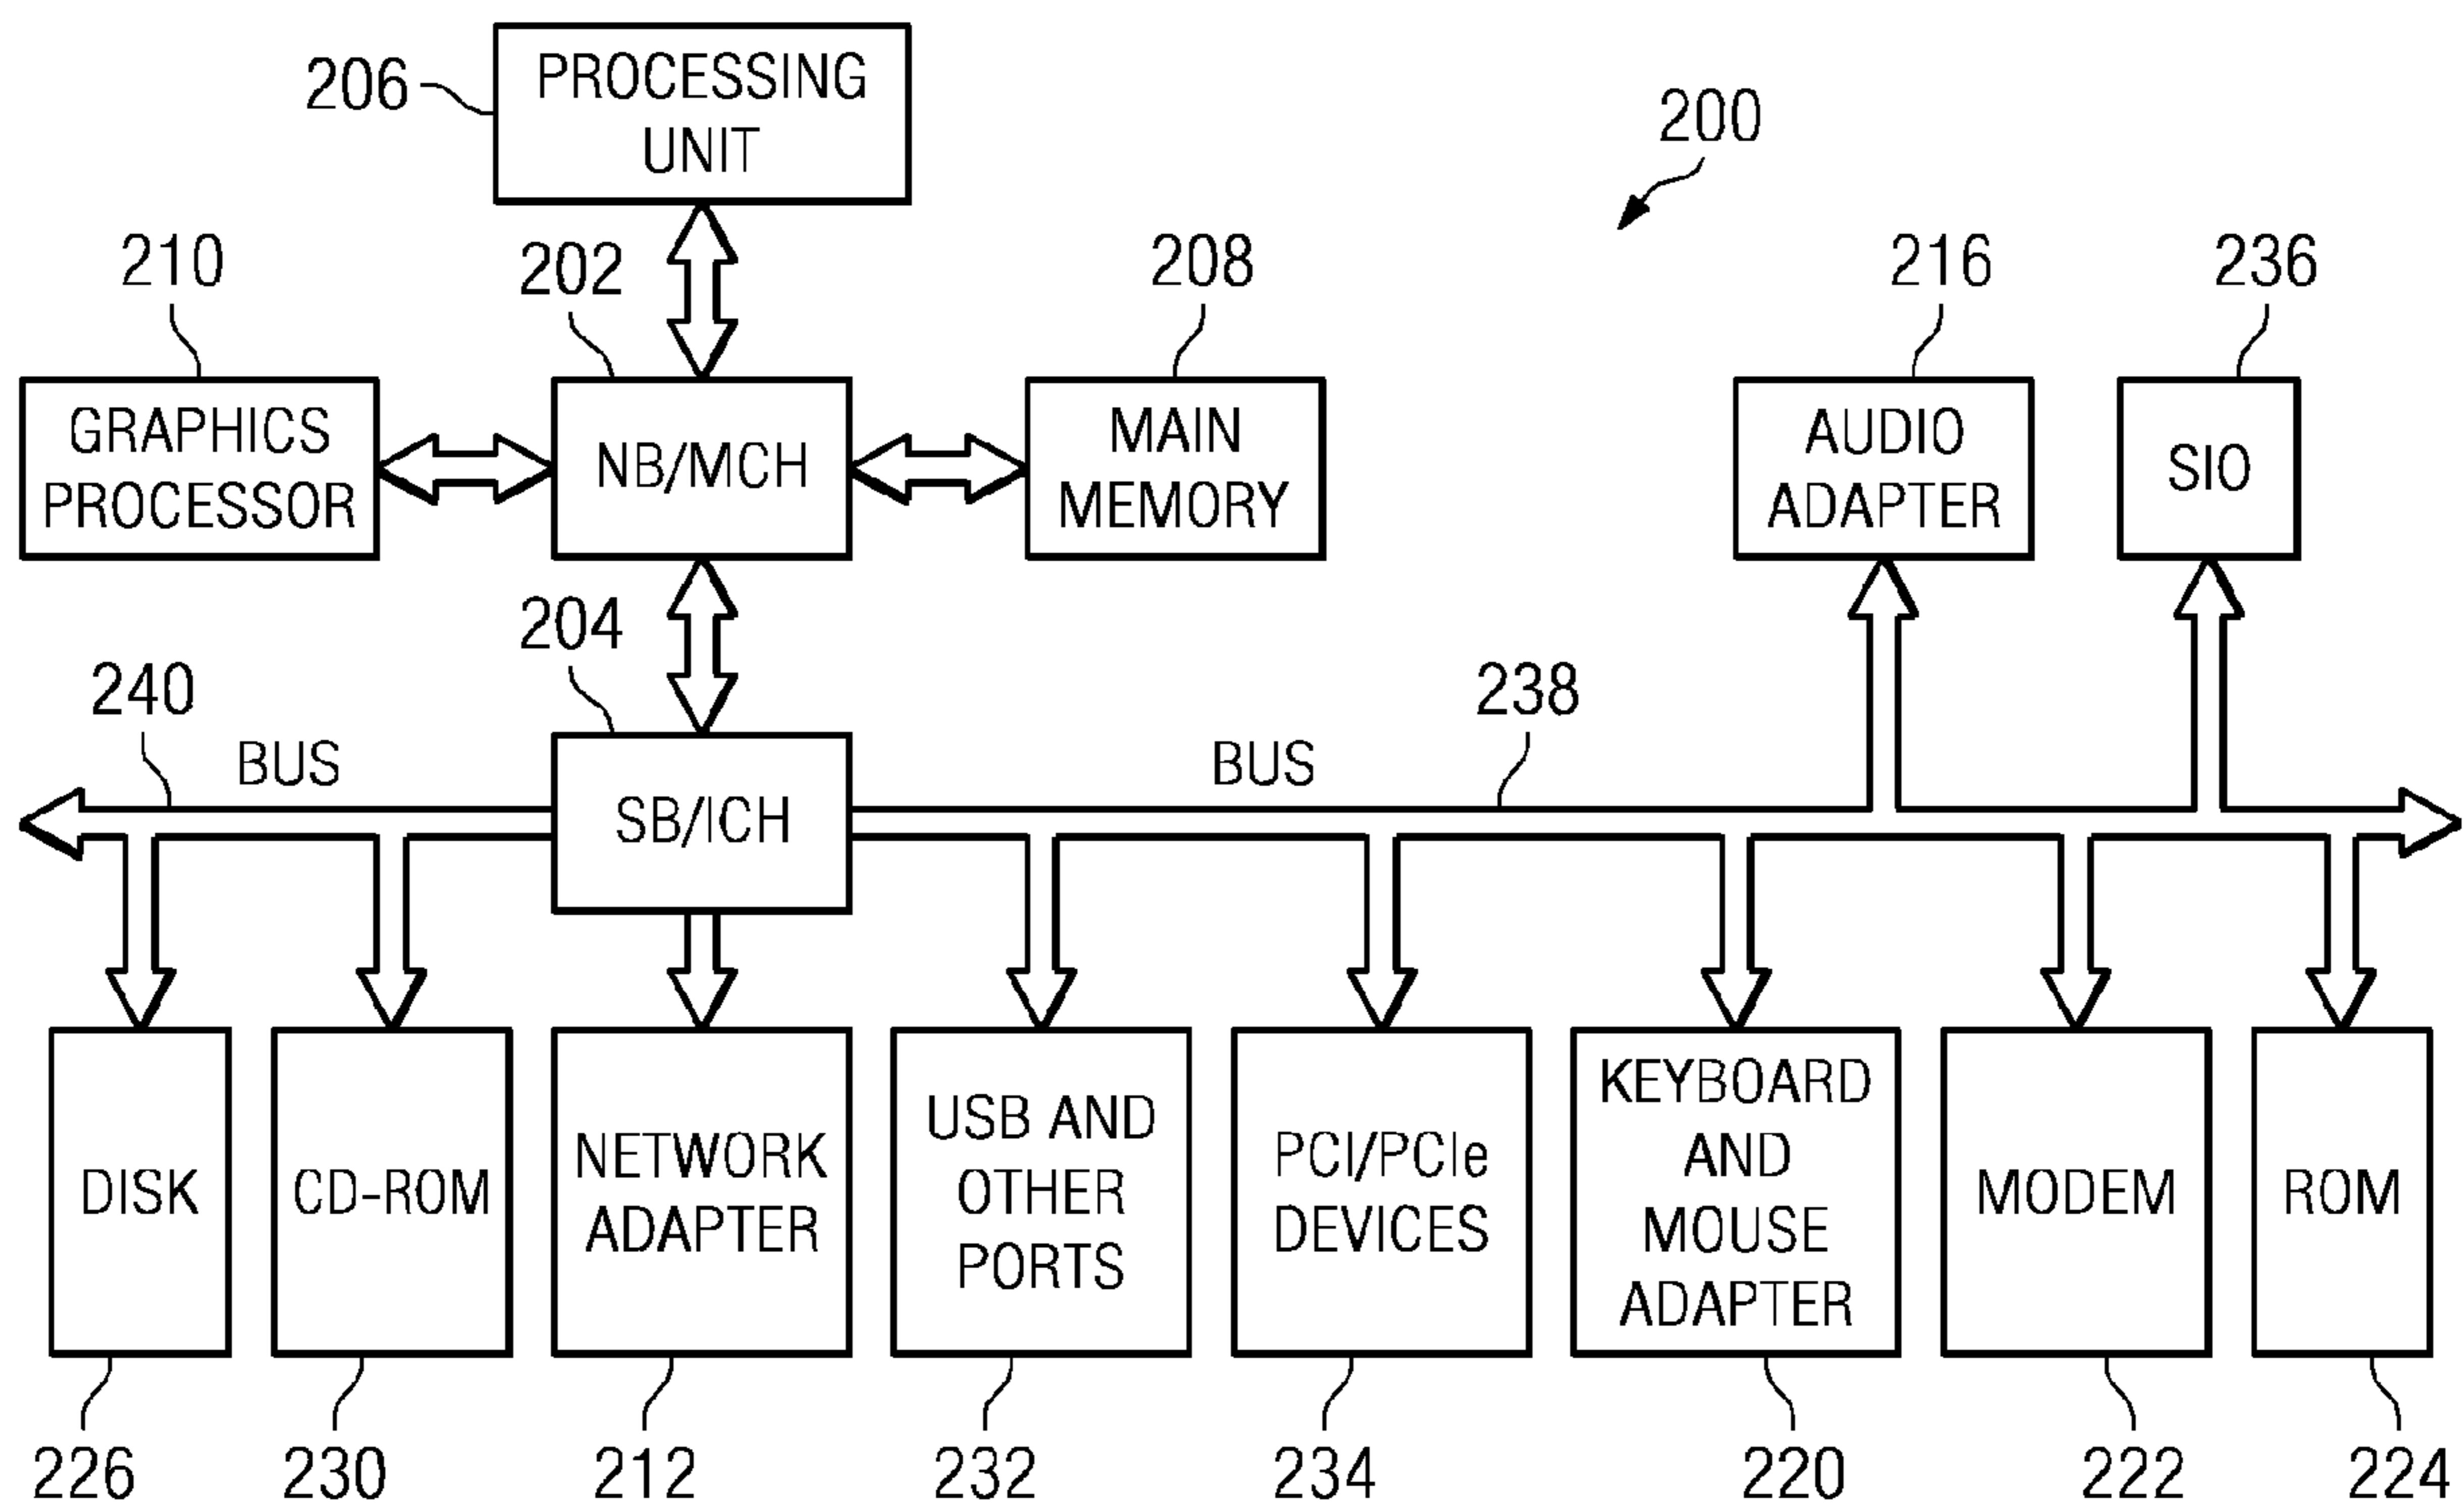 206
PROCESSING
UNIT
200
210
202
208
216
236
GRAPHICS
PROCESSOR
NB/MCH
MAIN
MEMORY
AUDIO
ADAPTER
SIO
204
240
BUS
SB/ICH
BUS
238
DISK
CD-ROM
NETWORK
ADAPTER
USB AND
OTHER
PORTS
PCI/PCIe
DEVICES
KEYBOARD
AND
MOUSE
ADAPTER
MODEM
ROM
226
230
212
232
234
220
222
224